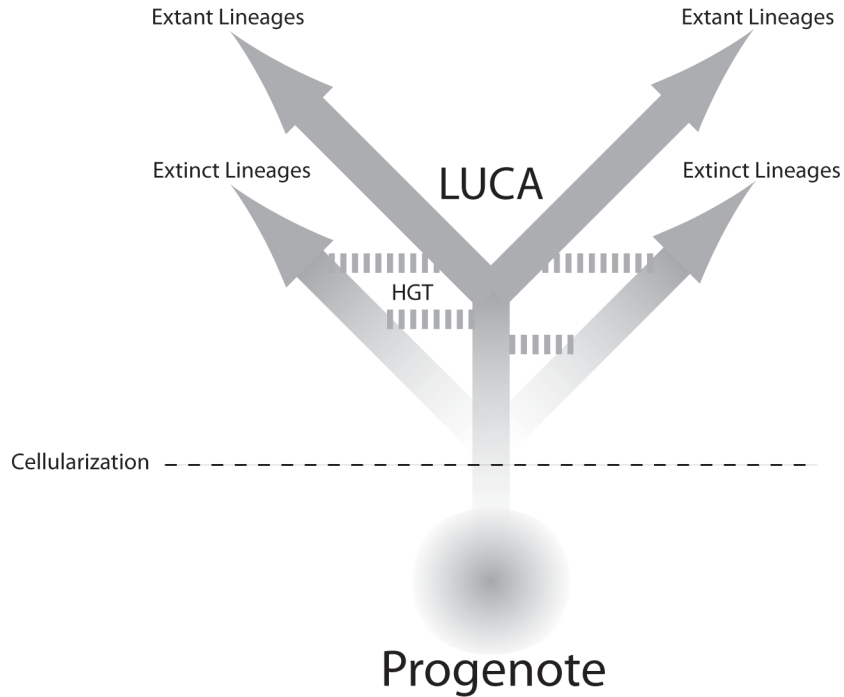 Extant Lineages
Extant Lineages
Extinct Lineages
LUCA
Extinct Lineages
HGT
Cellularization
Progenote